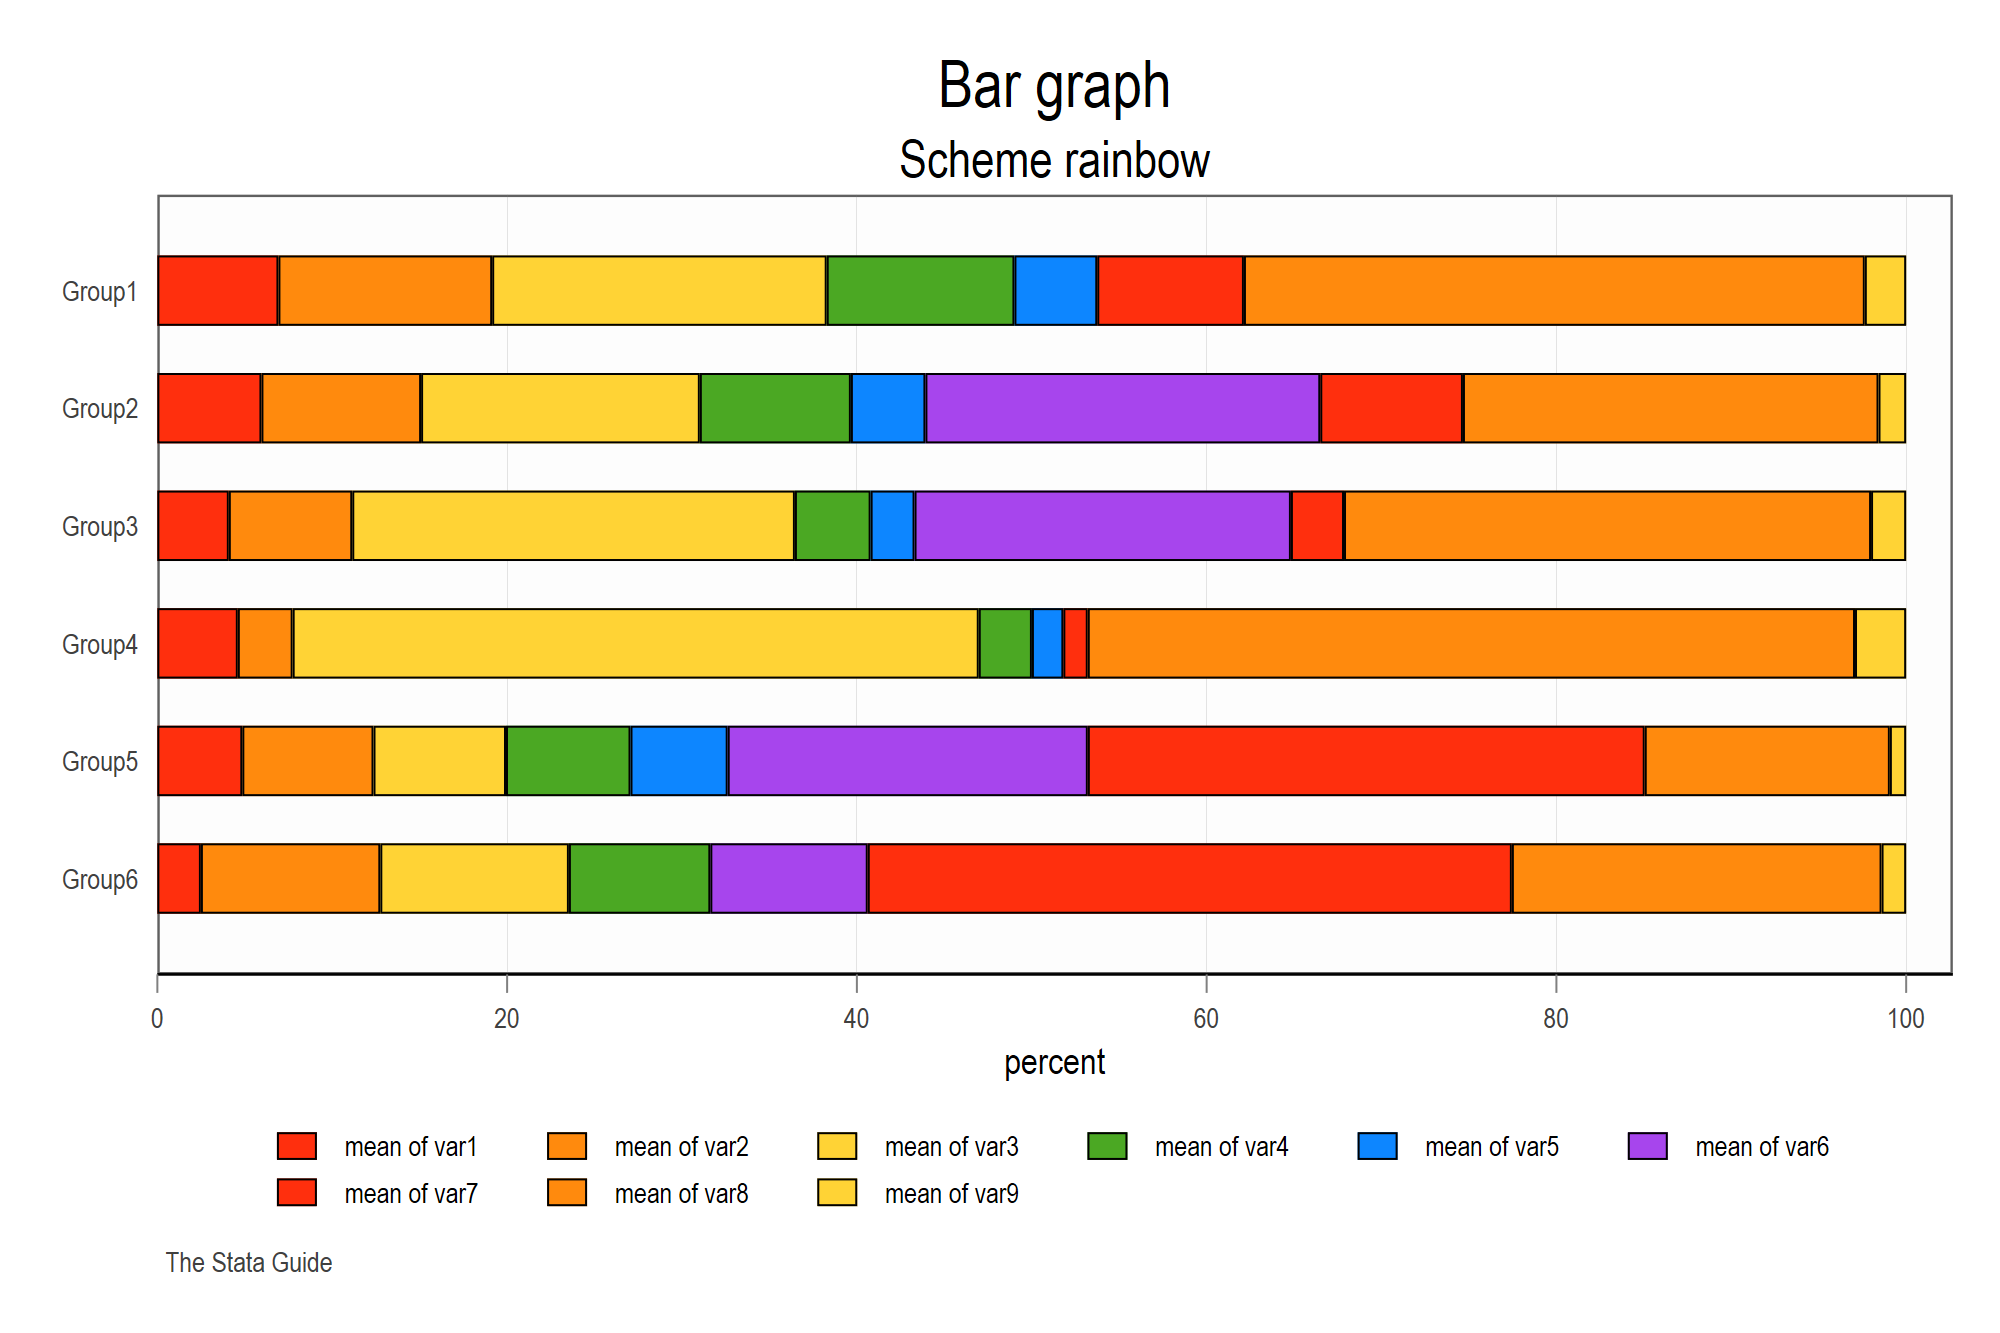 Bar graph
Scheme rainbow
Group1
Group2
Group3
Group4
Group5
Group6
0 20 40 60 80 100
percent
mean of var1 mean of var2 mean of var3 mean of var4 mean of var5 mean of var6
mean of var7 mean of var8 mean of var9
The Stata Guide